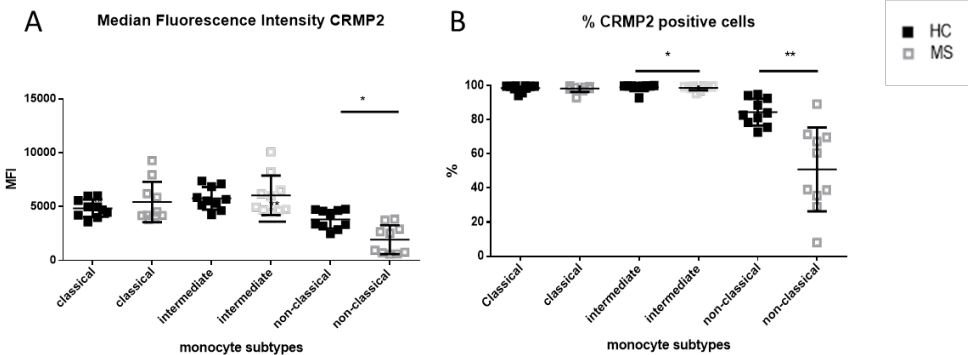 A
Median Fluorescence Intensity CRMP2
*
15000
10000
5000
0
MFI
**
classical
classical
intermediate
intermediate
non-classical
non-classical
monocyte subtypes
B
% CRMP2 positive cells
*
**
100
80
60
40
20
0
%
Classical
classical
intermediate
intermediate
non-classical
non-classical
monocyte subtypes
HC
MS